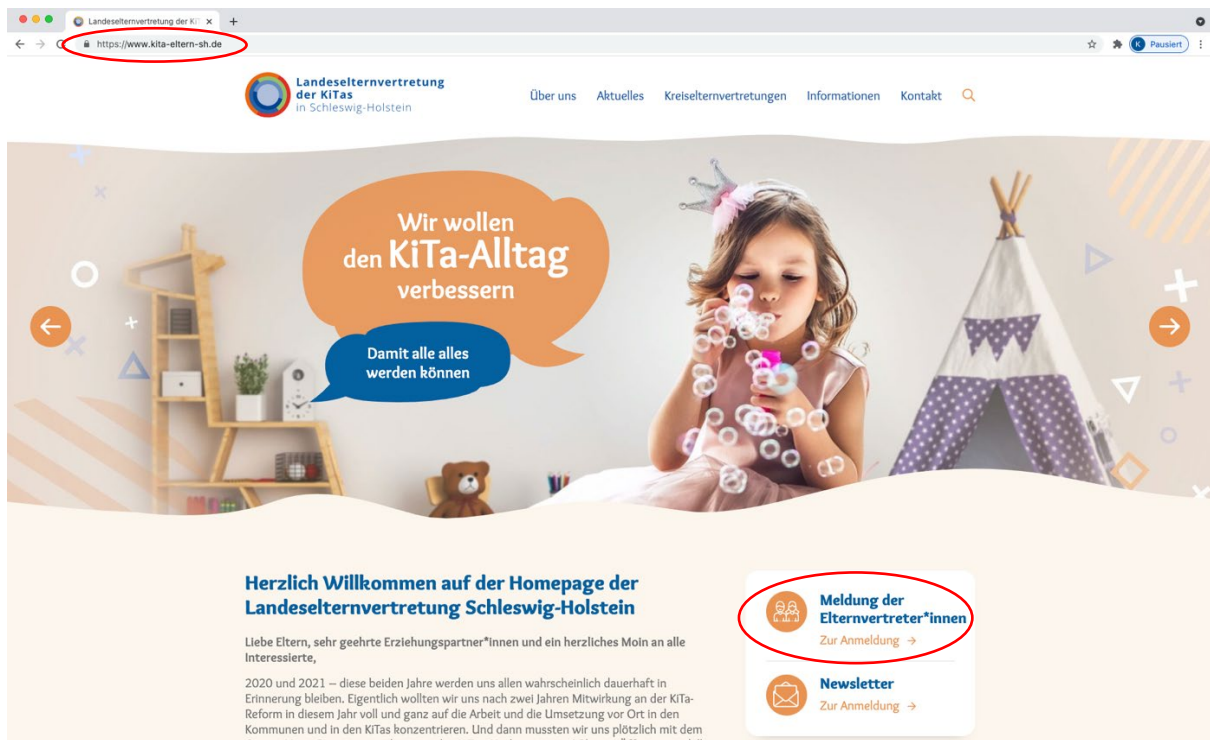 Landeselternvertretung der Ki
https://www.kita-eltern-sh.de
K Pausiert
Landeselternvertretung
der KiTas
in Schleswig-Holstein
Über uns Aktuelles Kreiselternvertretungen Informationen Kontakt
Wir wollen
den KiTa-Alltag
verbessern
Damit alle alles
werden können
Herzlich Willkommen auf der Homepage der
Landeselternvertretung Schleswig-Holstein
Liebe Eltern, sehr geehrte Erziehungspartner*innen und ein herzliches Moin an alle
Interessierte,
2020 und 2021 – diese beiden Jahre werden uns allen wahrscheinlich dauerhaft in
Erinnerung bleiben. Eigentlich wollten wir uns nach zwei Jahren Mitwirkung an der KiTa-
Reform in diesem Jahr voll und ganz auf die Arbeit und die Umsetzung vor Ort in den
Kommunen und in den KiTas konzentrieren. Und dann mussten wir uns plötzlich mit dem
Meldung der
Elternvertreter*innen
Zur Anmeldung →
Newsletter
Zur Anmeldung →